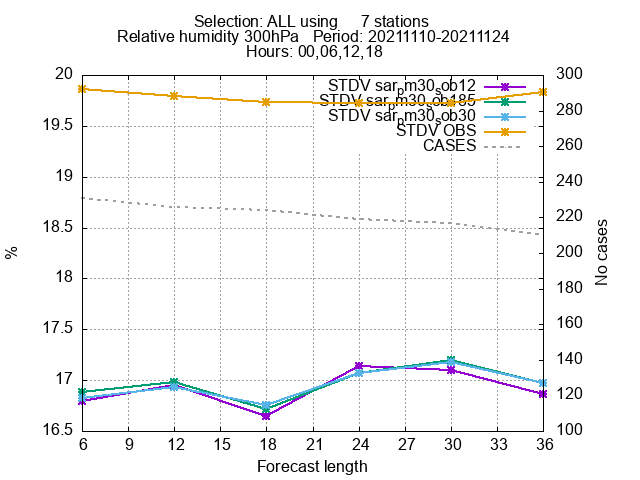 Selection: ALL using 7 stations
Relative humidity 300hPa Period: 20211110-20211124
Hours: 00,06,12,18
20
19.5
19
18.5
18
17.5
17
16.5
%
STDV sar_m30_ob12
STDV sar_m30_ob185
STDV sar_m30_ob30
STDV OBS
CASES
300
280
260
240
220
200
180
160
140
120
100
No cases
6 9 12 15 18 21 24 27 30 33 36
Forecast length